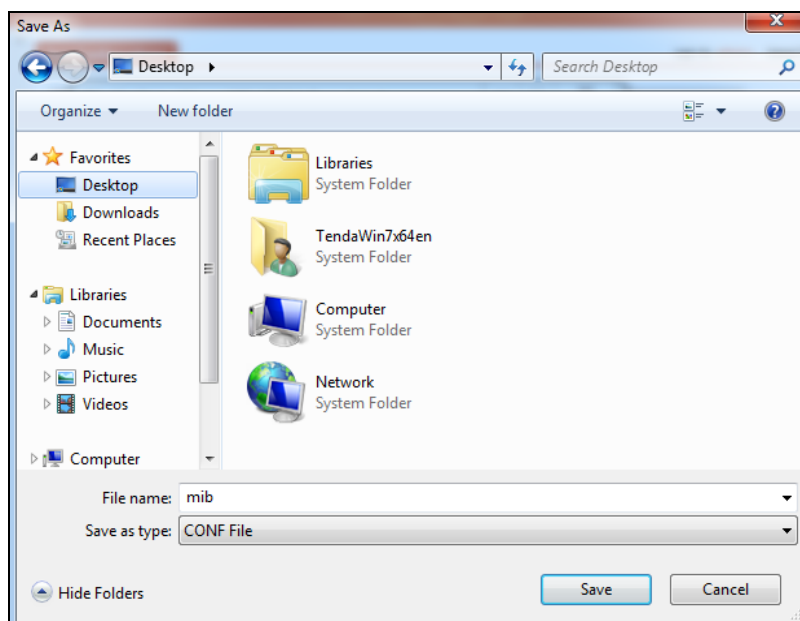 Save As
Desktop
Search Desktop
Organize
New folder
Favorites
Desktop
Downloads
Recent Places
Libraries
Documents
Music
Pictures
Videos
Computer
Libraries
System Folder
TendaWin7x64en
System Folder
Computer
System Folder
Network
System Folder
File name: mib
Save as type: CONF File
Hide Folders
Save
Cancel